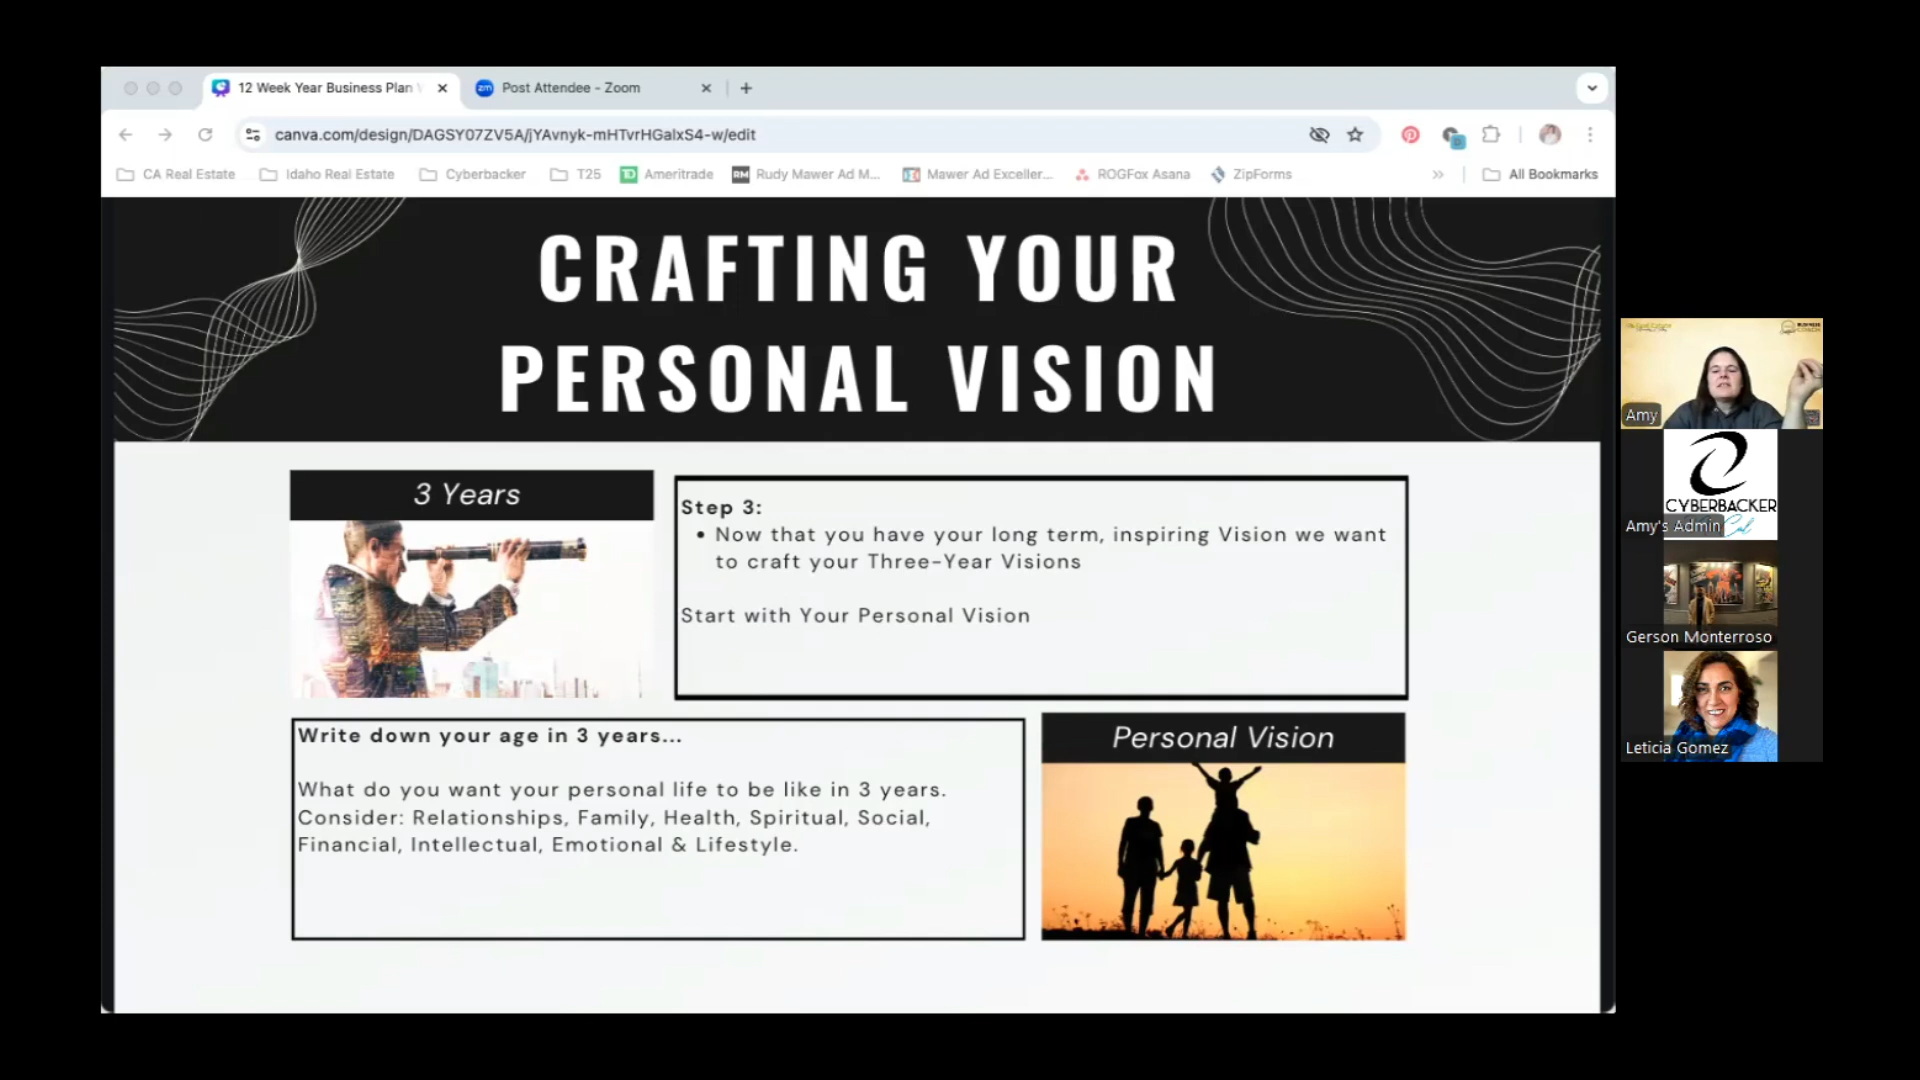 12 Week Year Business Plan
Post Attendee - Zoom
canva.com/design/DAGSY07ZV5A/jYAvnyk-mHTvrHGalxS4-w/edit
CA Real Estate
Idaho Real Estate
Cyberbacker
T25
Ameritrade
RM
Rudy Mawer Ad M...
Mawer Ad Exceller...
ROGFox Asana
ZipForms
All Bookmarks
CRAFTING YOUR
PERSONAL VISION
3 Years
Step 3:
• Now that you have your long term, inspiring Vision we want
to craft your Three-Year Visions
Start with Your Personal Vision
Write down your age in 3 years...
What do you want your personal life to be like in 3 years.
Consider: Relationships, Family, Health, Spiritual, Social,
Financial, Intellectual, Emotional & Lifestyle.
Personal Vision
Amy
CYBERBACKER
Amy's Admin
Gerson Monterroso
Leticia Gomez